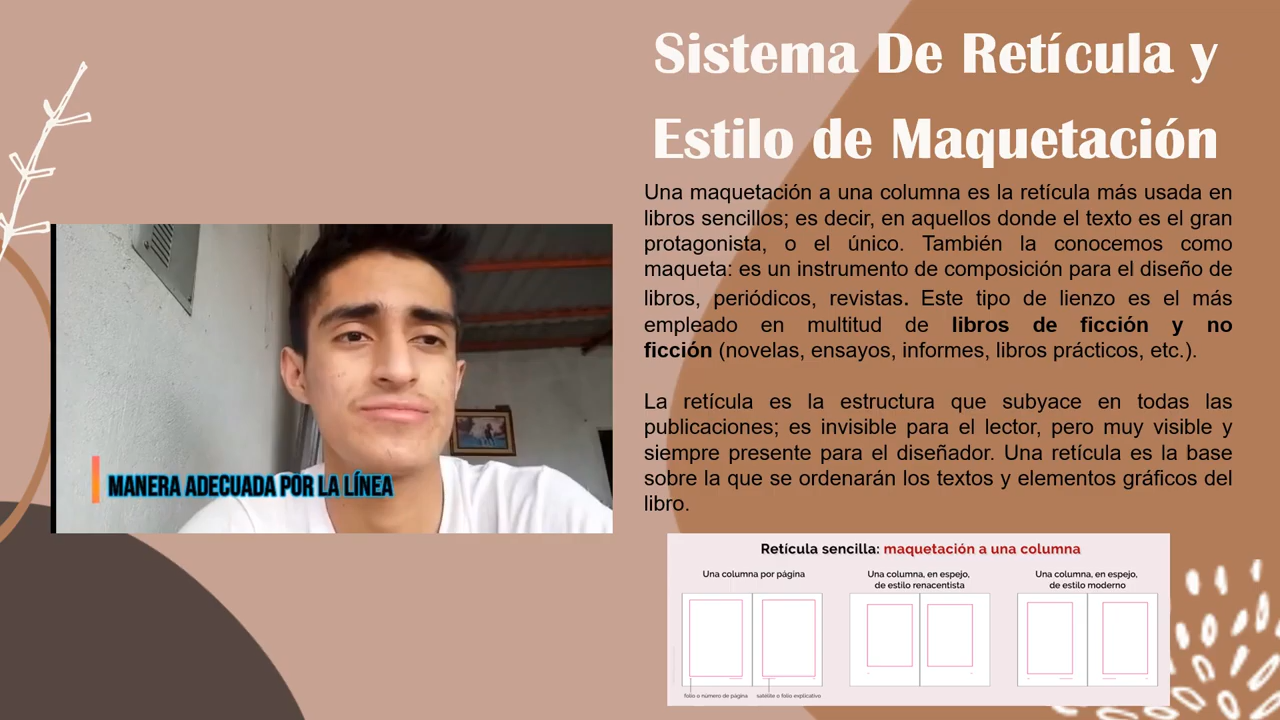 Sistema De Retícula y
Estilo de Maquetación
Una maquetación a una columna es la retícula más usada en
libros sencillos; es decir, en aquellos donde el texto es el gran
protagonista, o el único. También la conocemos como
maqueta: es un instrumento de composición para el diseño de
libros, periódicos, revistas. Este tipo de lienzo es el más
empleado en multitud de libros de ficción y no
ficción (novelas, ensayos, informes, libros prácticos, etc.).
La retícula es la estructura que subyace en todas las
publicaciones; es invisible para el lector, pero muy visible y
siempre presente para el diseñador. Una retícula es la base
sobre la que se ordenarán los textos y elementos gráficos del
libro.
MANERA ADECUADA POR LA LÍNEA
Retícula sencilla: maquetación a una columna
Una columna por página
Una columna, en espejo,
de estilo renacentista
Una columna, en espejo,
de estilo moderno
folio o número de página
satélite o folio explicativo